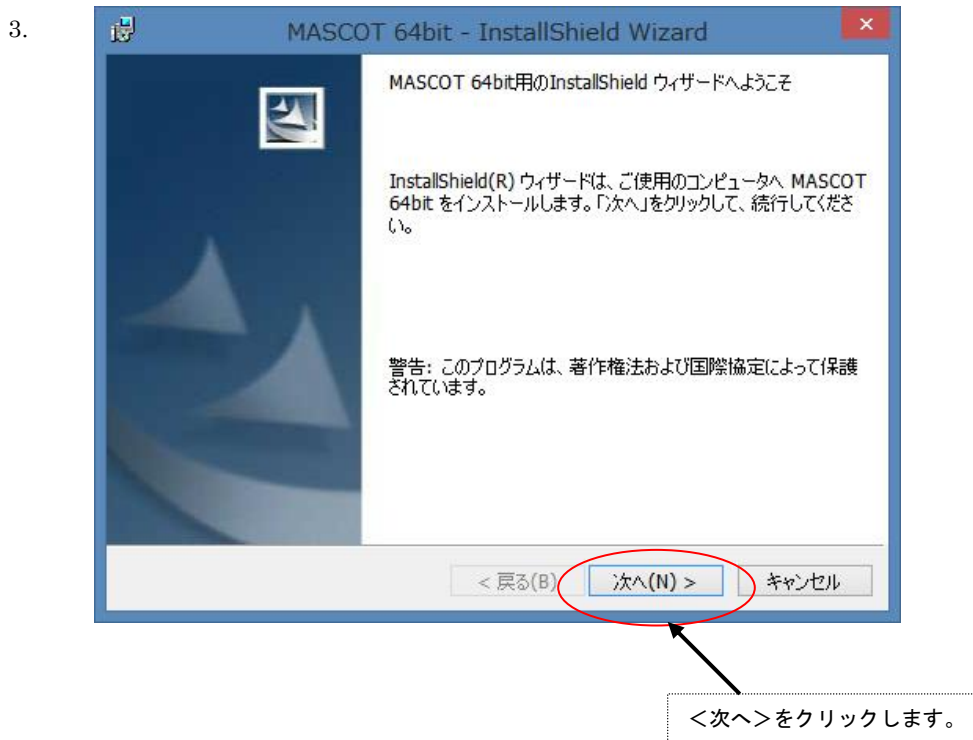 3.
MASCOT 64bit - InstallShield Wizard
MASCOT 64bit用のInstallShield ウィザードへようこそ
InstallShield(R) ウィザードは、ご使用のコンピュータへ MASCOT
64bit をインストールします。「次へ」をクリックして、続行してくださ
い。
警告: このプログラムは、著作権法および国際協定によって保護
されています。
< 戻る(B) 次へ(N) > キャンセル
＜次へ＞をクリックします。